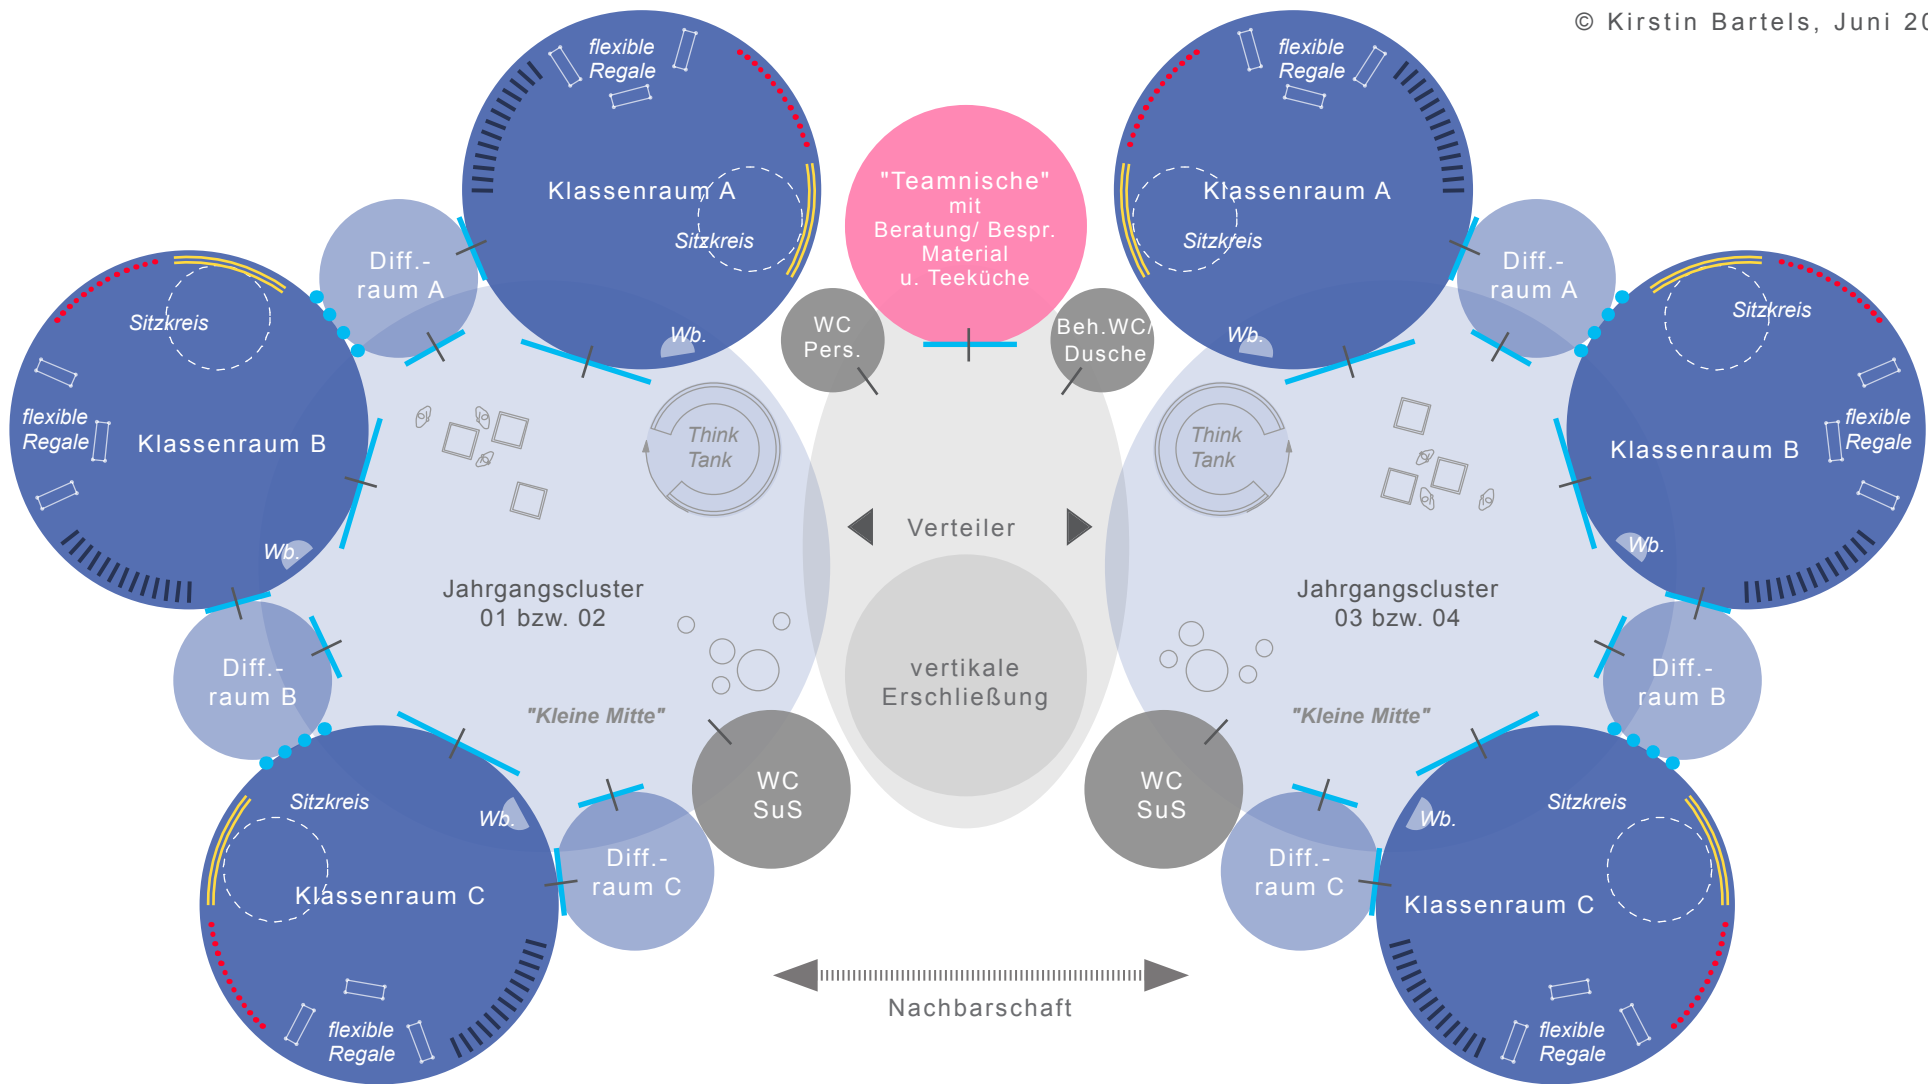 © Kirstin Bartels, Juni 20
flexible
Regale
Klassenraum A
Sitzkreis
Wb.
Diff.-
raum A
Sitzkreis
flexible
Regale
Klassenraum B
Wb.
Diff.-
raum B
Sitzkreis
Wb.
Klassenraum C
flexible
Regale
Diff.-
raum C
WC
SuS
Think
Tank
Jahrgangscluster
01 bzw. 02
"Kleine Mitte"
"Teamnische"
mit
Beratung/ Bespr.
Material
u. Teeküche
WC
Pers.
Beh.WC/
Dusche
Verteiler
vertikale
Erschließung
Nachbarschaft
flexible
Regale
Klassenraum A
Sitzkreis
Wb.
Diff.-
raum A
Sitzkreis
flexible
Regale
Klassenraum B
Wb.
Think
Tank
Jahrgangscluster
03 bzw. 04
"Kleine Mitte"
Diff.-
raum B
WC
SuS
Diff.-
raum C
Sitzkreis
Wb.
Klassenraum C
flexible
Regale